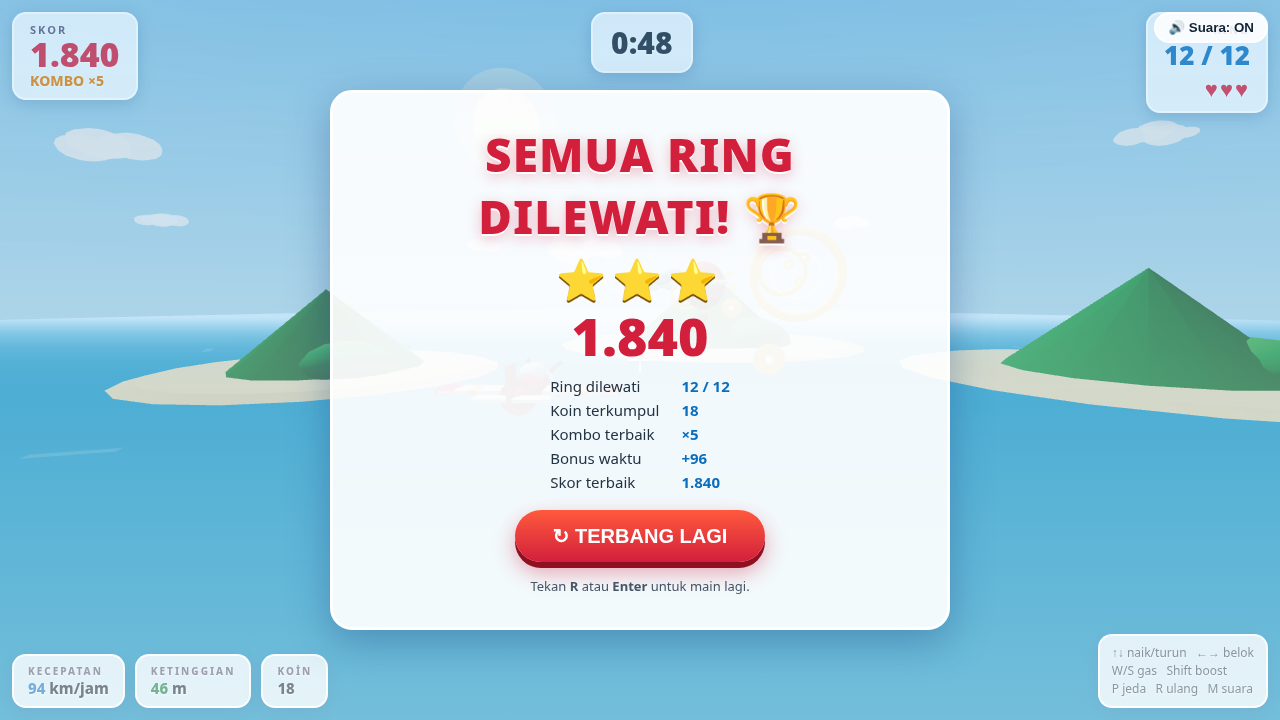 SKOR
1.840
KOMBO ×5
0:48
🔊 Suara: ON
12 / 12
♥♥♥
SEMUA RING
DILEWATI! 🏆
⭐⭐⭐
1.840
Ring dilewati 12 / 12
Koin terkumpul 18
Kombo terbaik ×5
Bonus waktu +96
Skor terbaik 1.840
↻ TERBANG LAGI
Tekan R atau Enter untuk main lagi.
KECEPATAN
94 km/jam
KETINGGIAN
46 m
KOİN
18
↑↓ naik/turun ←→ belok
W/S gas Shift boost
P jeda R ulang M suara